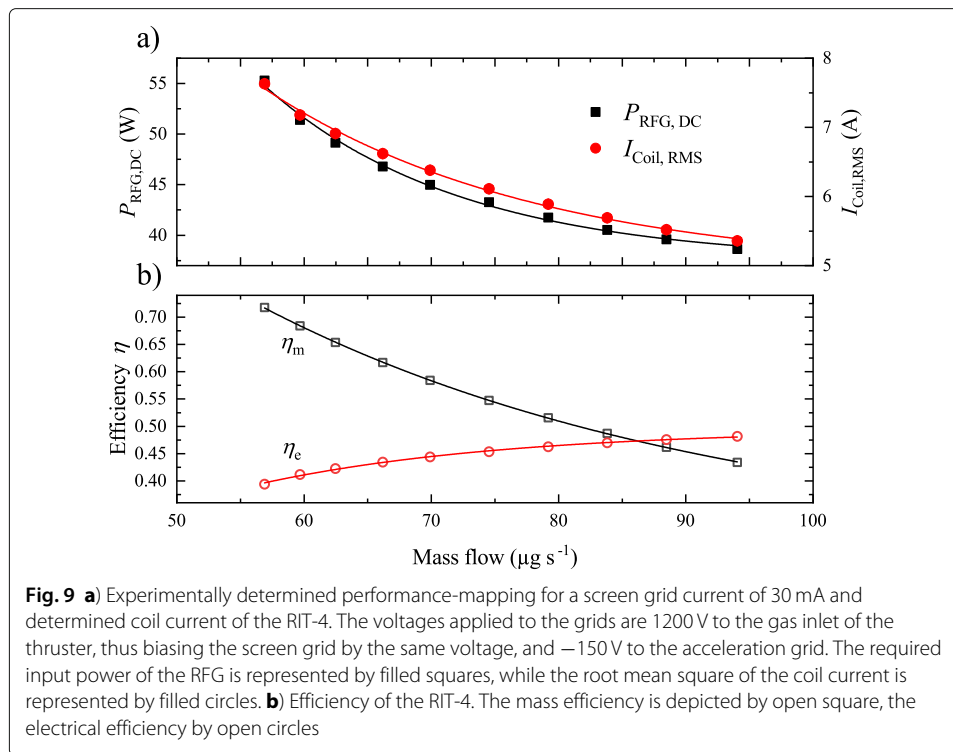 a)
P_RFG,DC (W)
55
50
45
40
8
7
6
5
I_Coil,RMS (A)
P_RFG, DC
I_Coil, RMS
b)
Efficiency η
0.70
0.65
0.60
0.55
0.50
0.45
0.40
η_m
η_e
50 60 70 80 90 100
Mass flow (µg s⁻¹)
Fig. 9 a) Experimentally determined performance-mapping for a screen grid current of 30 mA and
determined coil current of the RIT-4. The voltages applied to the grids are 1200 V to the gas inlet of the
thruster, thus biasing the screen grid by the same voltage, and −150 V to the acceleration grid. The required
input power of the RFG is represented by filled squares, while the root mean square of the coil current is
represented by filled circles. b) Efficiency of the RIT-4. The mass efficiency is depicted by open square, the
electrical efficiency by open circles